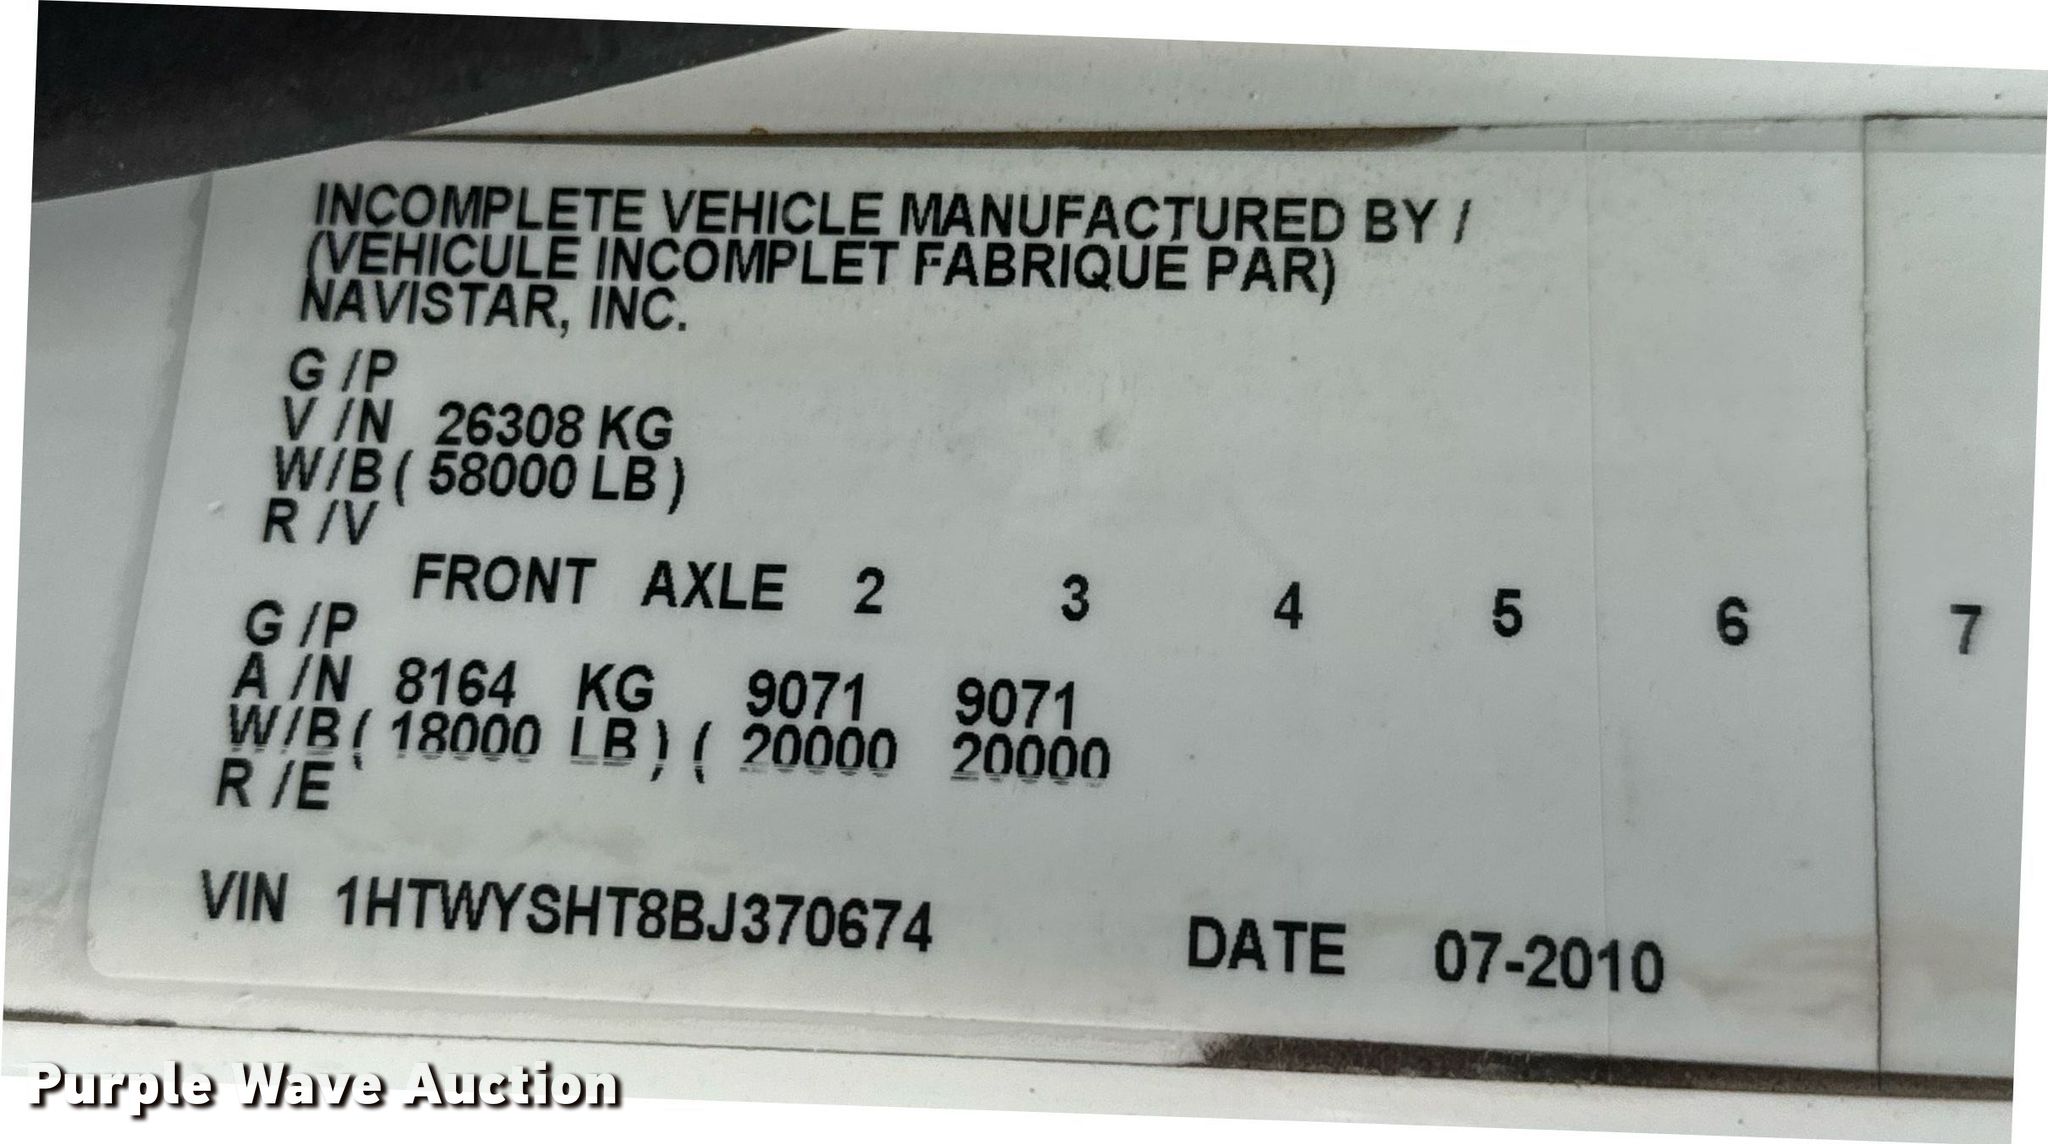 INCOMPLETE VEHICLE MANUFACTURED BY /
(VEHICULE INCOMPLET FABRIQUE PAR)
NAVISTAR, INC.
G /P
V /N 26308 KG
W/B ( 58000 LB )
R /V
FRONT AXLE 2 3 4 5 6 7
G /P
A /N 8164 KG 9071 9071
W/B ( 18000 LB ) ( 20000 20000
R /E
VIN 1HTWYSHT8BJ370674 DATE 07-2010
Purple Wave Auction